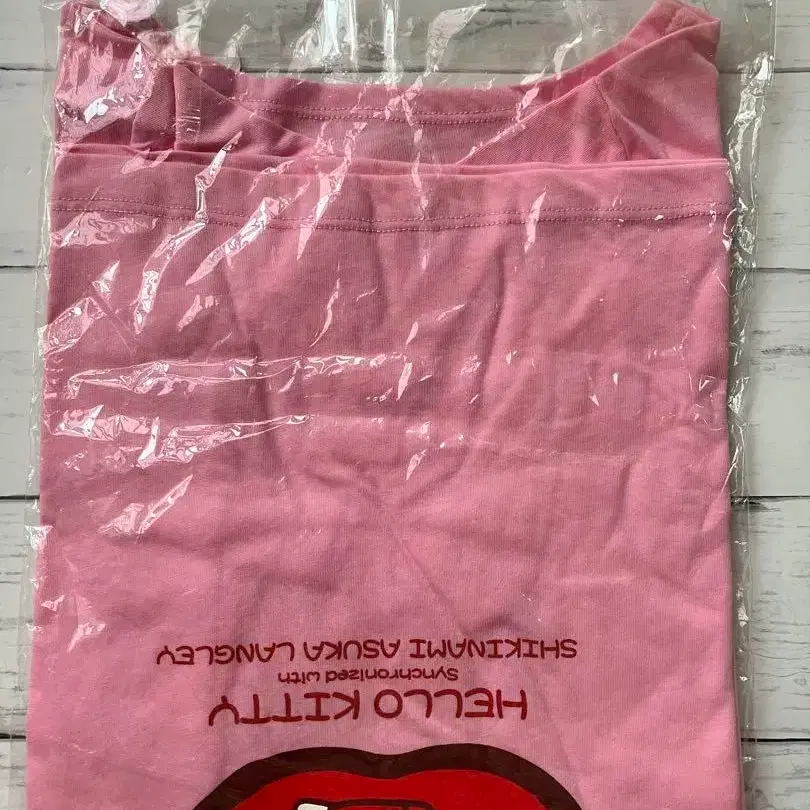 HELLO KITTY
Synchronized with
SHIKINAMI ASUKA LANGLEY